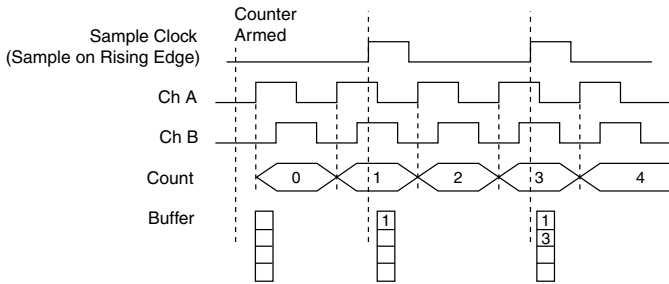 Counter
Armed
Sample Clock
(Sample on Rising Edge)
Ch A
Ch B
Count 0 1 2 3 4
Buffer 1 1
3